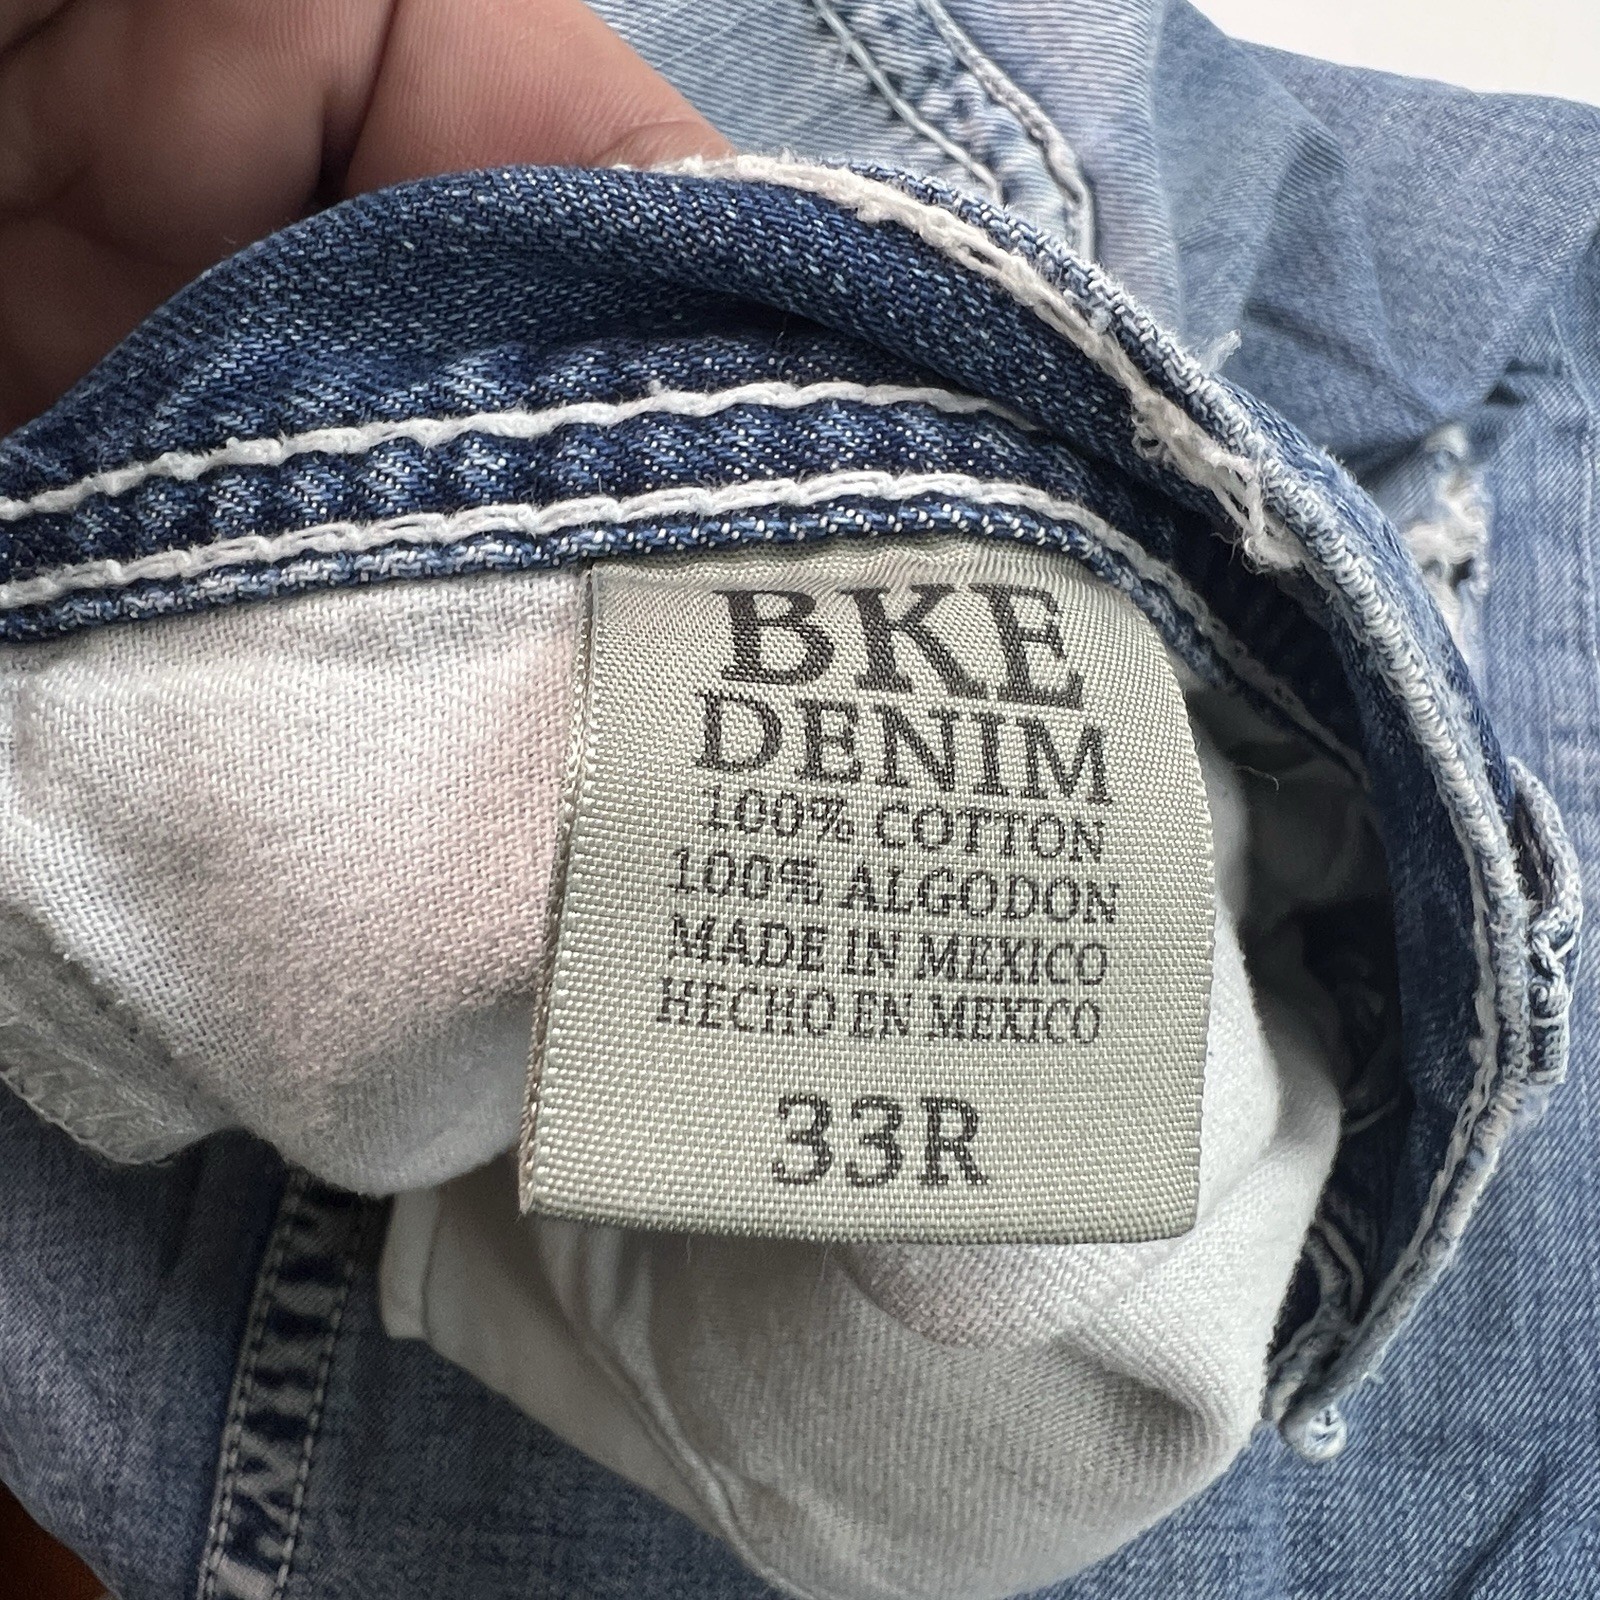 BKE
DENIM
100% COTTON
100% ALGODON
MADE IN MEXICO
HECHO EN MEXICO
33R